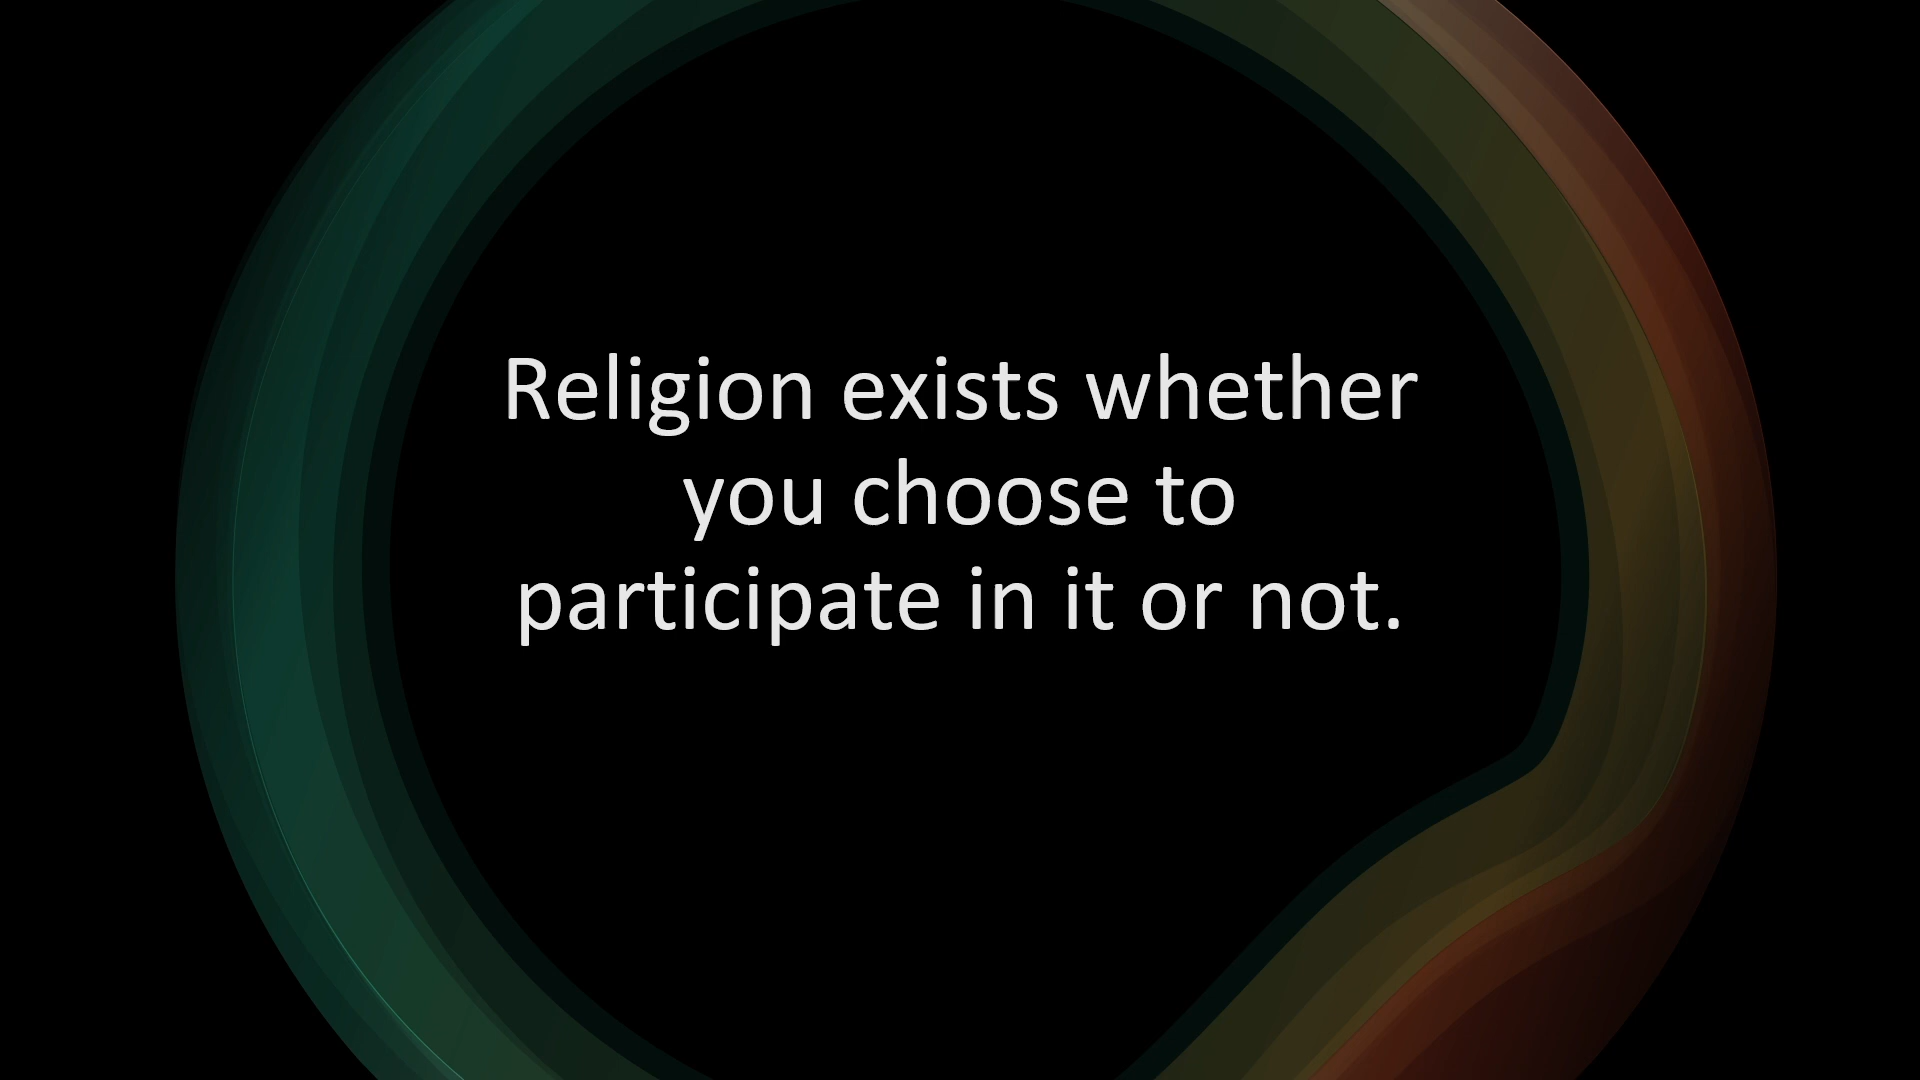 Religion exists whether
you choose to
participate in it or not.